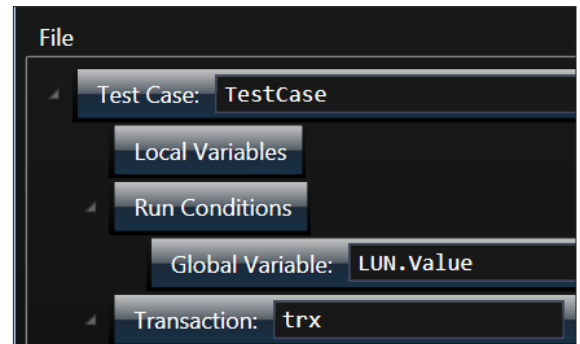 File
Test Case: TestCase
Local Variables
Run Conditions
Global Variable: LUN.Value
Transaction: trx